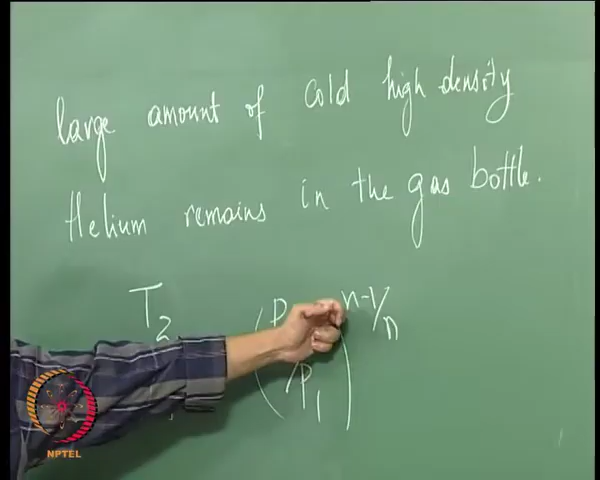 large amount of cold high density
Helium remains in the gas bottle.
T2 (P /P1)^n-1/n
NPTEL